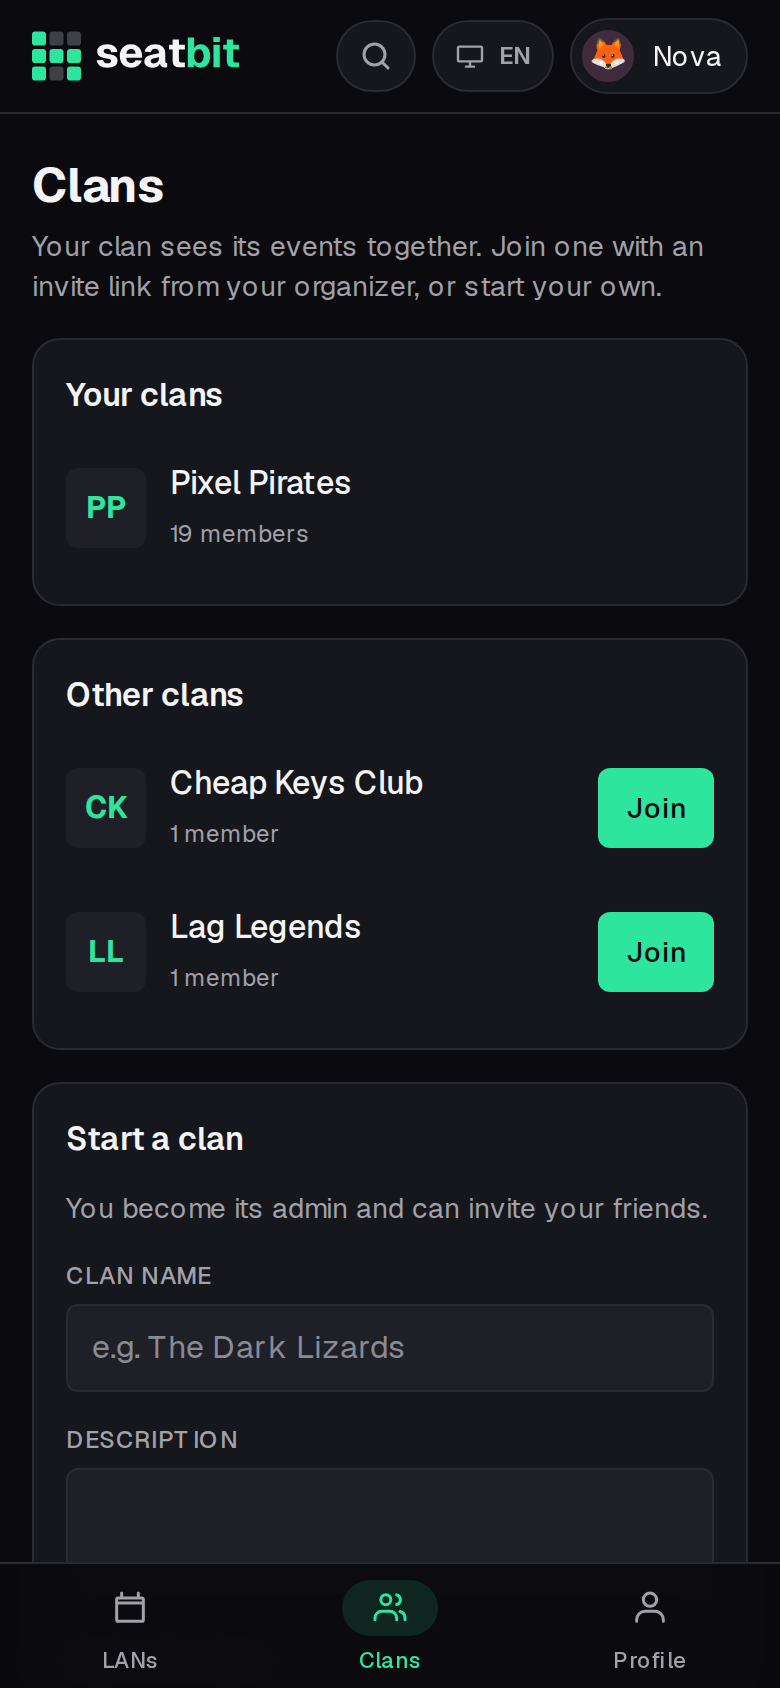 seatbit
EN
Nova
Clans
Your clan sees its events together. Join one with an
invite link from your organizer, or start your own.
Your clans
PP
Pixel Pirates
19 members
Other clans
CK
Cheap Keys Club
1 member
Join
LL
Lag Legends
1 member
Join
Start a clan
You become its admin and can invite your friends.
CLAN NAME
e.g. The Dark Lizards
DESCRIPTION
LANs
Clans
Profile